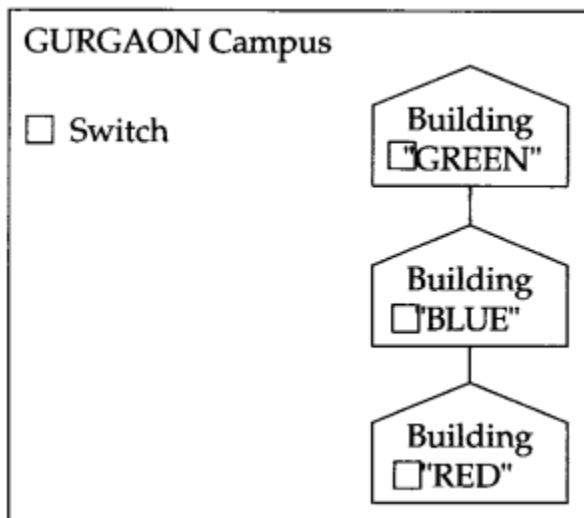 GURGAON Campus
Switch
Building
"GREEN"
Building
"BLUE"
Building
"RED"